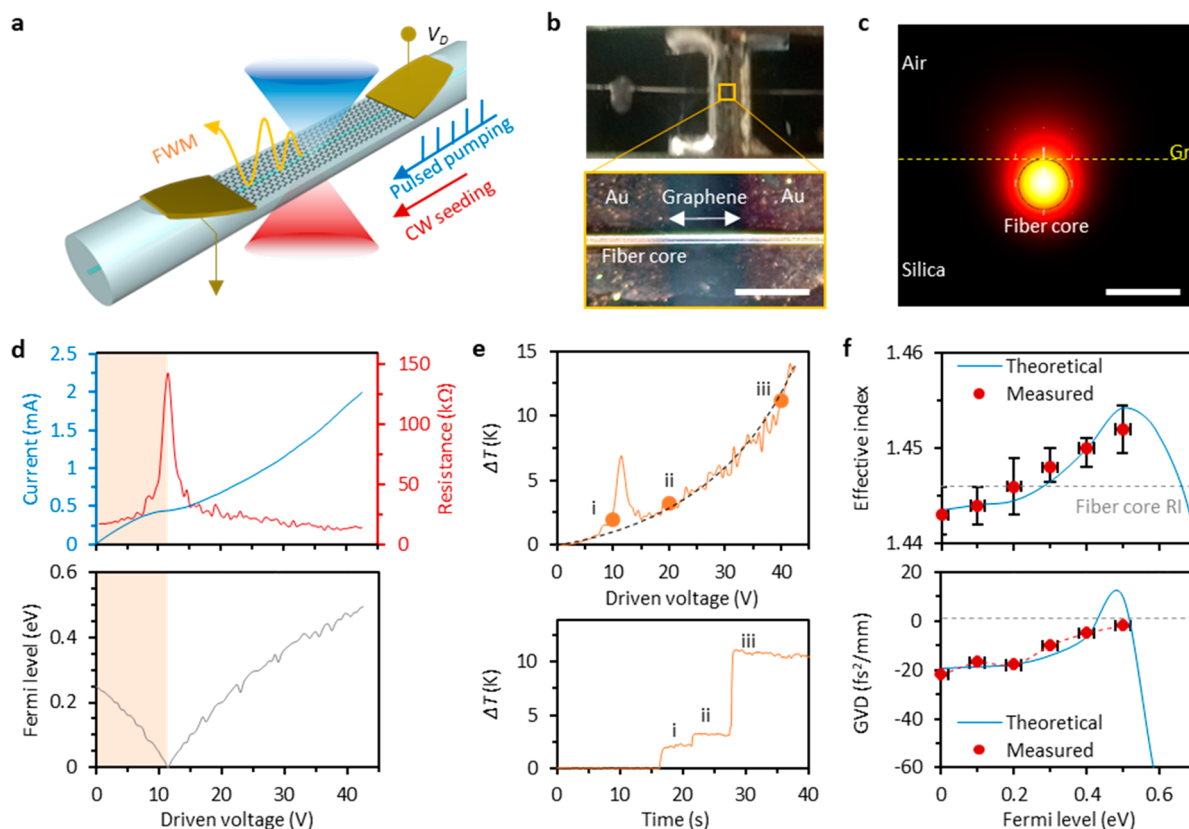 a
V_D
FWM
Pulsed pumping
CW seeding
b
Au
Graphene
Au
Fiber core
c
Air
Gr
Fiber core
Silica
d
2.5
2
1.5
1
0.5
0
Current (mA)
150
100
50
25
0
Resistance (kΩ)
0.6
0.4
0.2
0
Fermi level (eV)
0 10 20 30 40
Driven voltage (V)
e
15
10
5
0
ΔT (K)
i
ii
iii
0 10 20 30 40
Driven voltage (V)
10
5
0
ΔT (K)
i
ii
iii
0 10 20 30 40
Time (s)
f
1.46
1.45
1.44
Effective index
Theoretical
Measured
Fiber core RI
20
0
-20
-40
-60
GVD (fs²/mm)
Theoretical
Measured
0 0.2 0.4 0.6
Fermi level (eV)